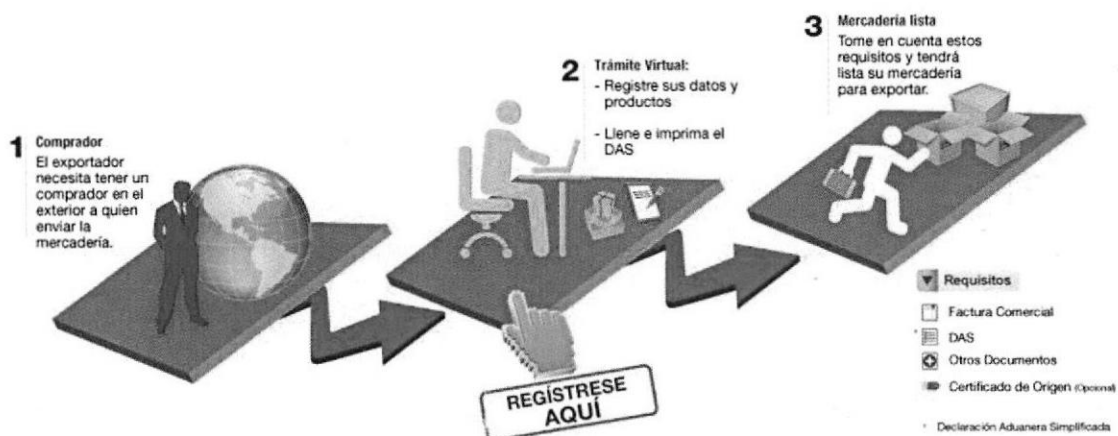 1 Comprador
El exportador
necesita tener un
comprador en el
exterior a quien
enviar la
mercadería.
2 Trámite Virtual:
- Registre sus datos y
productos
- Llene e imprima el
DAS
3 Mercadería lista
Tome en cuenta estos
requisitos y tendrá
lista su mercadería
para exportar.
REGÍSTRESE
AQUÍ
Requisitos
Factura Comercial
* DAS
Otros Documentos
Certificado de Origen (Opcional)
* Declaración Aduanera Simplificada